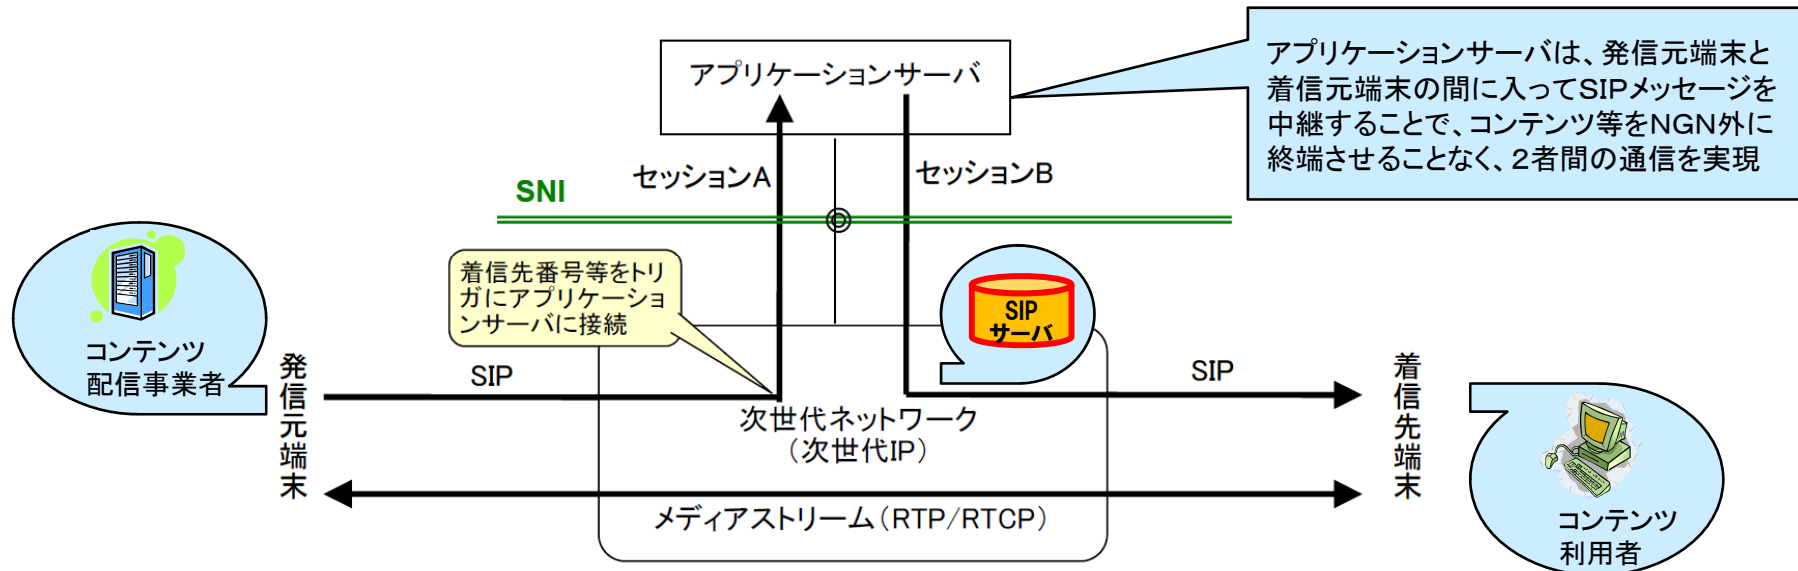 アプリケーションサーバ
アプリケーションサーバは、発信元端末と
着信元端末の間に入ってSIPメッセージを
中継することで、コンテンツ等をNGN外に
終端させることなく、2者間の通信を実現
セッションA
セッションB
SNI
着信先番号等をトリ
ガにアプリケーショ
ンサーバに接続
SIP
サーバ
コンテンツ
配信事業者
発信元端末
SIP
SIP
着信先端末
次世代ネットワーク
(次世代IP)
メディアストリーム(RTP/RTCP)
コンテンツ
利用者